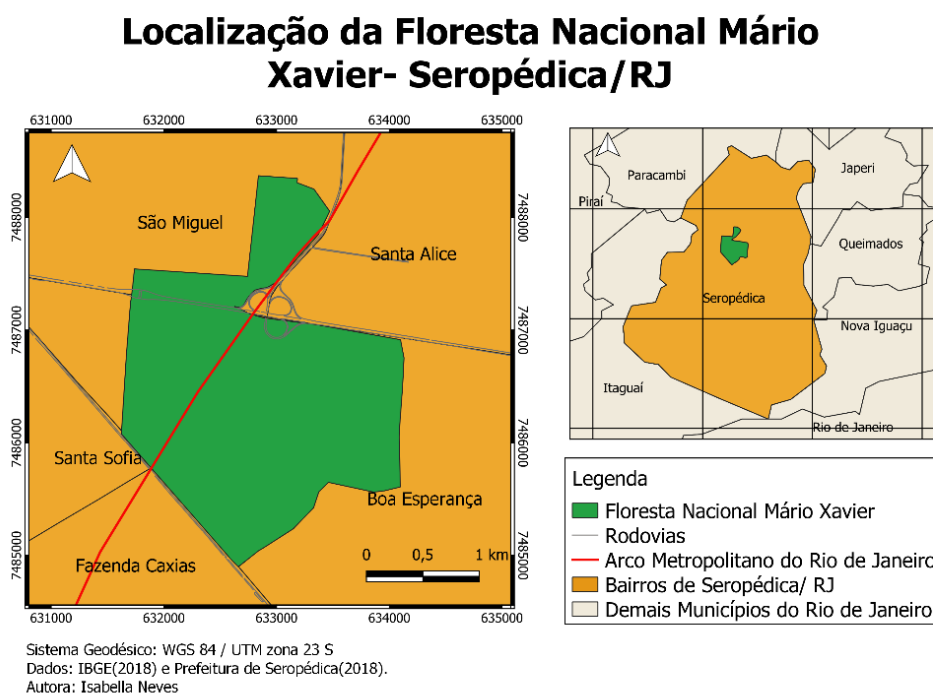 Localização da Floresta Nacional Mário
Xavier- Seropédica/RJ
631000 632000 633000 634000 635000
7488000
7487000
7486000
7485000
São Miguel
Santa Alice
Santa Sofia
Boa Esperança
Fazenda Caxias
0 0,5 1 km
7488000
7487000
7486000
7485000
631000 632000 633000 634000 635000
Paracambi
Japeri
Piraí
Queimados
Seropédica
Nova Iguaçu
Itaguaí
Rio de Janeiro
Legenda
Floresta Nacional Mário Xavier
Rodovias
Arco Metropolitano do Rio de Janeiro
Bairros de Seropédica/ RJ
Demais Municípios do Rio de Janeiro
Sistema Geodésico: WGS 84 / UTM zona 23 S
Dados: IBGE(2018) e Prefeitura de Seropédica(2018).
Autora: Isabella Neves